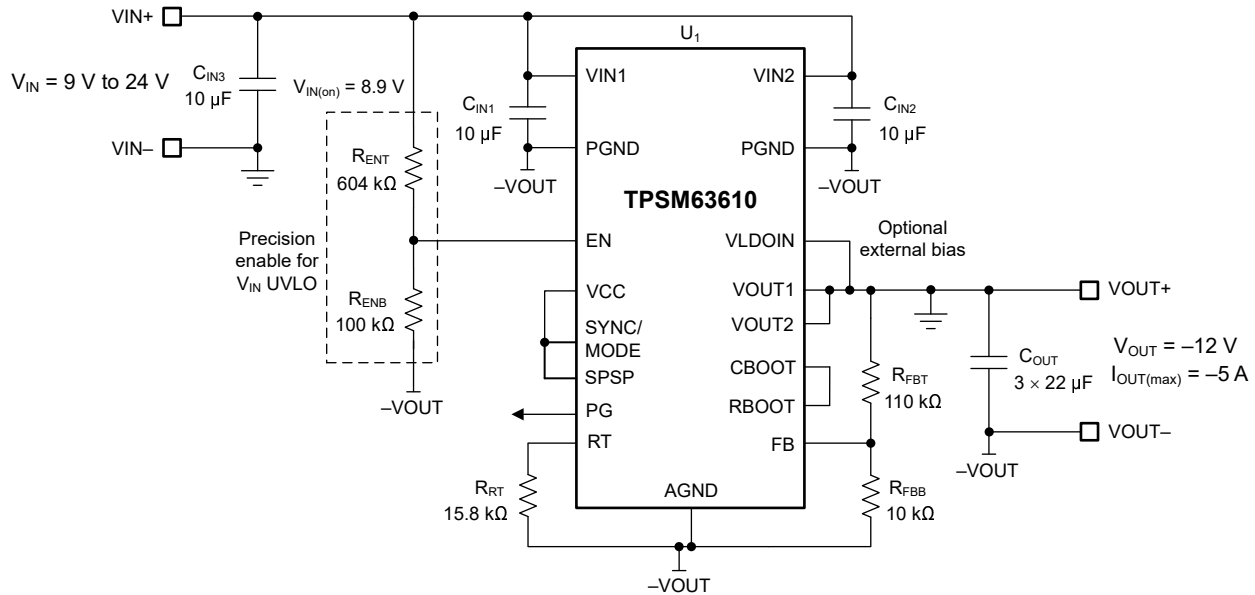 VIN+
VIN = 9 V to 24 V
CIN3
10 µF
VIN–
VIN(on) = 8.9 V
RENT
604 kΩ
Precision
enable for
VIN UVLO
RENB
100 kΩ
–VOUT
CIN1
10 µF
–VOUT
U1
VIN1
VIN2
PGND
PGND
TPSM63610
EN
VLDOIN
VCC
VOUT1
SYNC/
MODE
VOUT2
SPSP
CBOOT
PG
RBOOT
RT
FB
AGND
CIN2
10 µF
–VOUT
Optional
external bias
RFBT
110 kΩ
RFBB
10 kΩ
RRT
15.8 kΩ
–VOUT
COUT
3 × 22 µF
–VOUT
VOUT+
VOUT = –12 V
IOUT(max) = –5 A
VOUT–